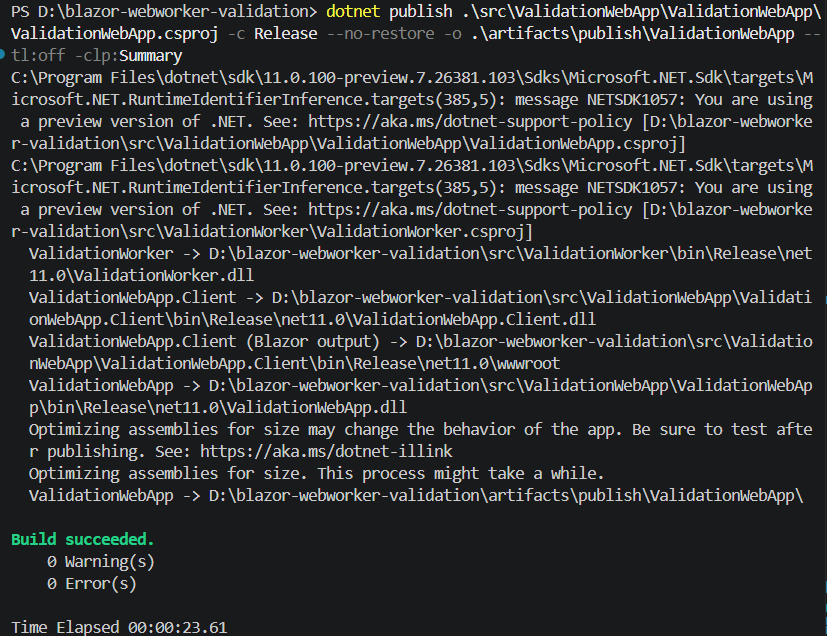 PS D:\blazor-webworker-validation> dotnet publish .\src\ValidationWebApp\ValidationWebApp\
ValidationWebApp.csproj -c Release --no-restore -o .\artifacts\publish\ValidationWebApp --
tl:off -clp:Summary
C:\Program Files\dotnet\sdk\11.0.100-preview.7.26381.103\Sdks\Microsoft.NET.Sdk\targets\M
icrosoft.NET.RuntimeIdentifierInference.targets(385,5): message NETSDK1057: You are using
 a preview version of .NET. See: https://aka.ms/dotnet-support-policy [D:\blazor-webworke
r-validation\src\ValidationWebApp\ValidationWebApp\ValidationWebApp.csproj]
C:\Program Files\dotnet\sdk\11.0.100-preview.7.26381.103\Sdks\Microsoft.NET.Sdk\targets\M
icrosoft.NET.RuntimeIdentifierInference.targets(385,5): message NETSDK1057: You are using
 a preview version of .NET. See: https://aka.ms/dotnet-support-policy [D:\blazor-webworke
r-validation\src\ValidationWorker\ValidationWorker.csproj]
  ValidationWorker -> D:\blazor-webworker-validation\src\ValidationWorker\bin\Release\net
  11.0\ValidationWorker.dll
  ValidationWebApp.Client -> D:\blazor-webworker-validation\src\ValidationWebApp\Validati
  onWebApp.Client\bin\Release\net11.0\ValidationWebApp.Client.dll
  ValidationWebApp.Client (Blazor output) -> D:\blazor-webworker-validation\src\Validatio
  nWebApp\ValidationWebApp.Client\bin\Release\net11.0\wwwroot
  ValidationWebApp -> D:\blazor-webworker-validation\src\ValidationWebApp\ValidationWebAp
  p\bin\Release\net11.0\ValidationWebApp.dll
  Optimizing assemblies for size may change the behavior of the app. Be sure to test afte
  r publishing. See: https://aka.ms/dotnet-illink
  Optimizing assemblies for size. This process might take a while.
  ValidationWebApp -> D:\blazor-webworker-validation\artifacts\publish\ValidationWebApp\
Build succeeded.
    0 Warning(s)
    0 Error(s)
Time Elapsed 00:00:23.61